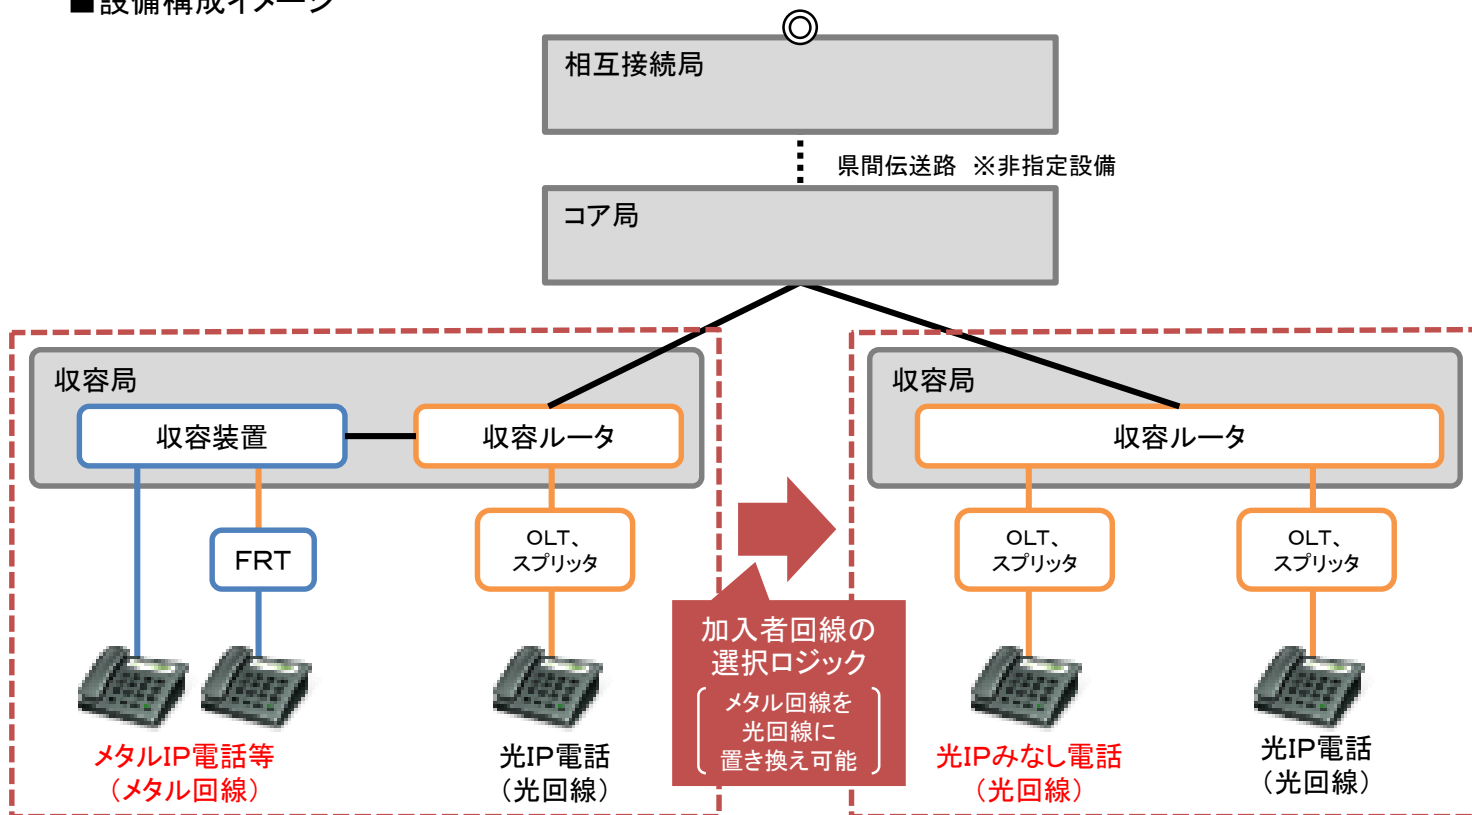 ■設備構成イメージ
相互接続局
県間伝送路 ※非指定設備
コア局
収容局
収容装置
収容ルータ
FRT
OLT、
スプリッタ
メタルIP電話等
(メタル回線)
光IP電話
(光回線)
加入者回線の
選択ロジック
メタル回線を
光回線に
置き換え可能
収容局
収容ルータ
OLT、
スプリッタ
OLT、
スプリッタ
光IPみなし電話
(光回線)
光IP電話
(光回線)